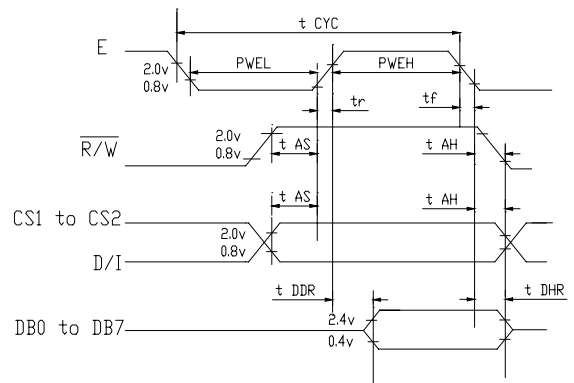 t CYC
E
2.0v
0.8v
PWEL
PWEH
tr
tf
R/W
2.0v
0.8v
t AS
t AH
t AS
t AH
CS1 to CS2
2.0v
0.8v
D/I
t DDR
t DHR
DB0 to DB7
2.4v
0.4v